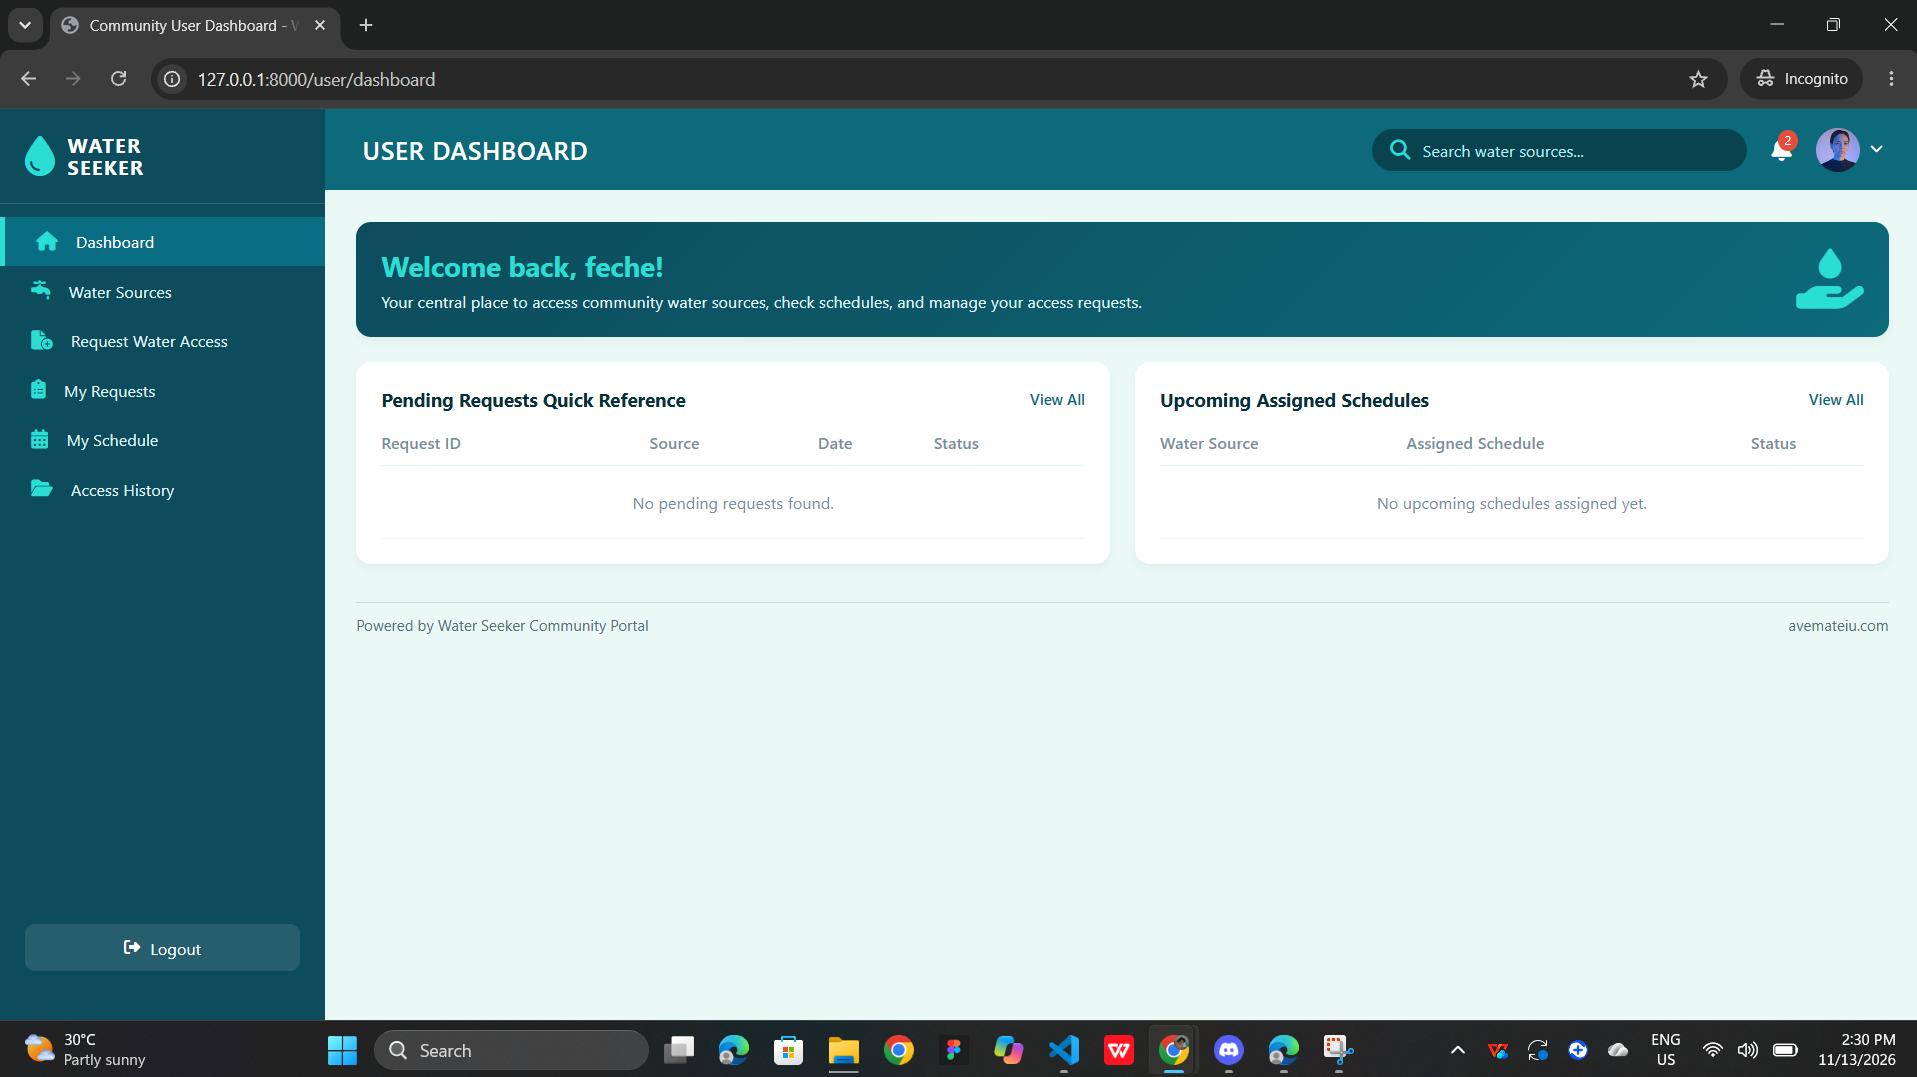 Community User Dashboard - W
127.0.0.1:8000/user/dashboard
Incognito
WATER
SEEKER
USER DASHBOARD
Search water sources...
2
Dashboard
Water Sources
Request Water Access
My Requests
My Schedule
Access History
Logout
Welcome back, feche!
Your central place to access community water sources, check schedules, and manage your access requests.
Pending Requests Quick Reference
View All
Request ID Source Date Status
No pending requests found.
Upcoming Assigned Schedules
View All
Water Source Assigned Schedule Status
No upcoming schedules assigned yet.
Powered by Water Seeker Community Portal
avemateiu.com
30°C
Partly sunny
Search
ENG
US
2:30 PM
11/13/2026